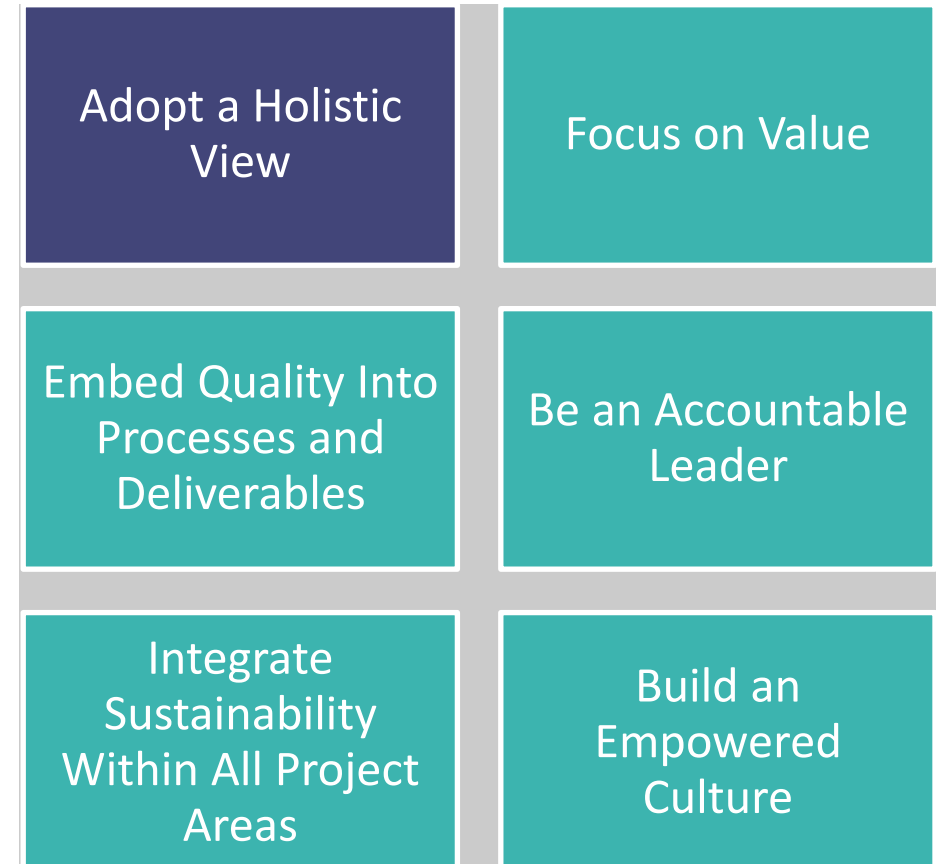 Adopt a Holistic
View
Focus on Value
Embed Quality Into
Processes and
Deliverables
Be an Accountable
Leader
Integrate
Sustainability
Within All Project
Areas
Build an
Empowered
Culture